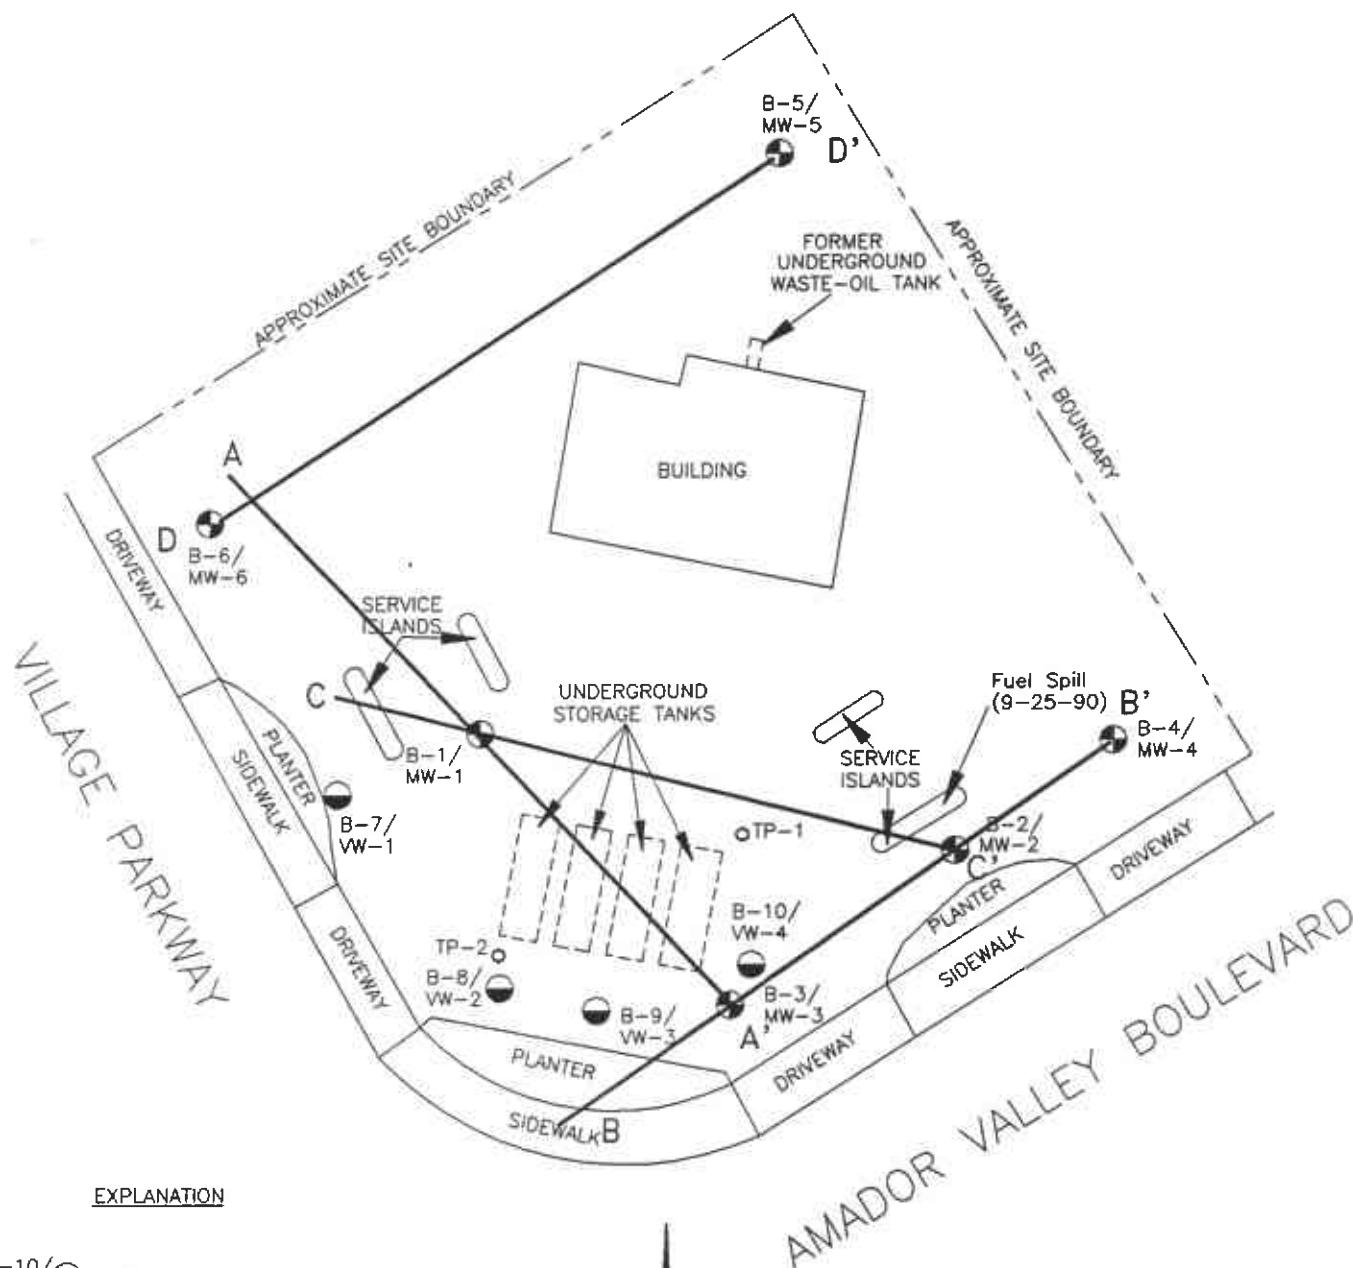 B-5/
MW-5
D'
APPROXIMATE SITE BOUNDARY
APPROXIMATE SITE BOUNDARY
FORMER
UNDERGROUND
WASTE-OIL TANK
BUILDING
A
D
B-6/
MW-6
DRIVEWAY
SERVICE
ISLANDS
C
UNDERGROUND
STORAGE TANKS
Fuel Spill
(9-25-90)
B'
B-4/
MW-4
SERVICE
ISLANDS
B-1/
MW-1
VILLAGE PARKWAY
PLANTER
SIDEWALK
B-7/
VW-1
TP-1
B-2/
MW-2
C'
DRIVEWAY
PLANTER
SIDEWALK
B-10/
VW-4
DRIVEWAY
TP-2
B-8/
VW-2
B-9/
VW-3
B-3/
MW-3
A'
PLANTER
DRIVEWAY
SIDEWALK
B
AMADOR VALLEY BOULEVARD
EXPLANATION
-10/